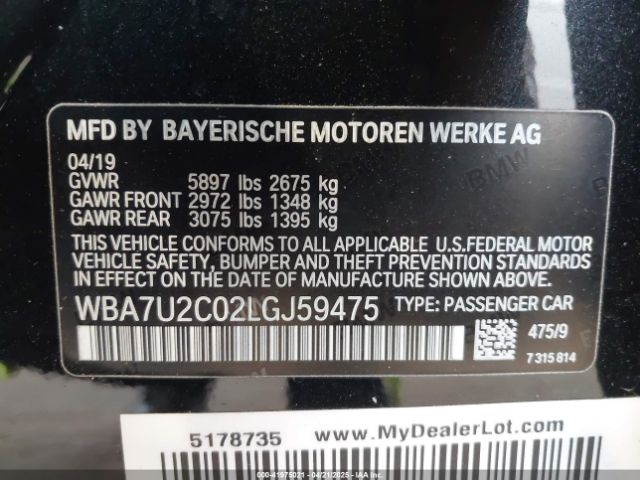 MFD BY BAYERISCHE MOTOREN WERKE AG
04/19
GVWR 5897 lbs 2675 kg
GAWR FRONT 2972 lbs 1348 kg
GAWR REAR 3075 lbs 1395 kg
THIS VEHICLE CONFORMS TO ALL APPLICABLE U.S.FEDERAL MOTOR
VEHICLE SAFETY, BUMPER AND THEFT PREVENTION STANDARDS
IN EFFECT ON THE DATE OF MANUFACTURE SHOWN ABOVE.
WBA7U2C02LGJ59475 TYPE: PASSENGER CAR
475/9
7 315 814
5178735 www.MyDealerLot.com
000-41975021 - 04/21/2025 - IAAI.COM